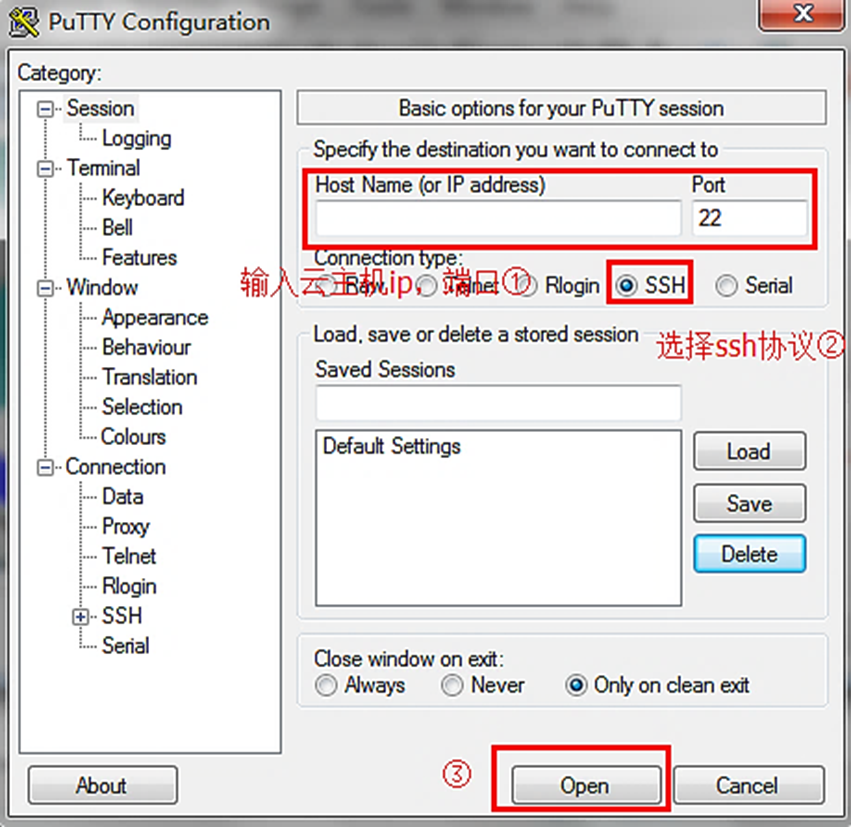 PuTTY Configuration
Category:
Session
Logging
Terminal
Keyboard
Bell
Features
Window
Appearance
Behaviour
Translation
Selection
Colours
Connection
Data
Proxy
Telnet
Rlogin
SSH
Serial
Basic options for your PuTTY session
Specify the destination you want to connect to
Host Name (or IP address) Port
22
Connection type:
Raw Telnet Rlogin SSH Serial
输入云主机ip，端口①
选择ssh协议②
Load, save or delete a stored session
Saved Sessions
Default Settings
Load
Save
Delete
Close window on exit:
Always Never Only on clean exit
③
About Open Cancel